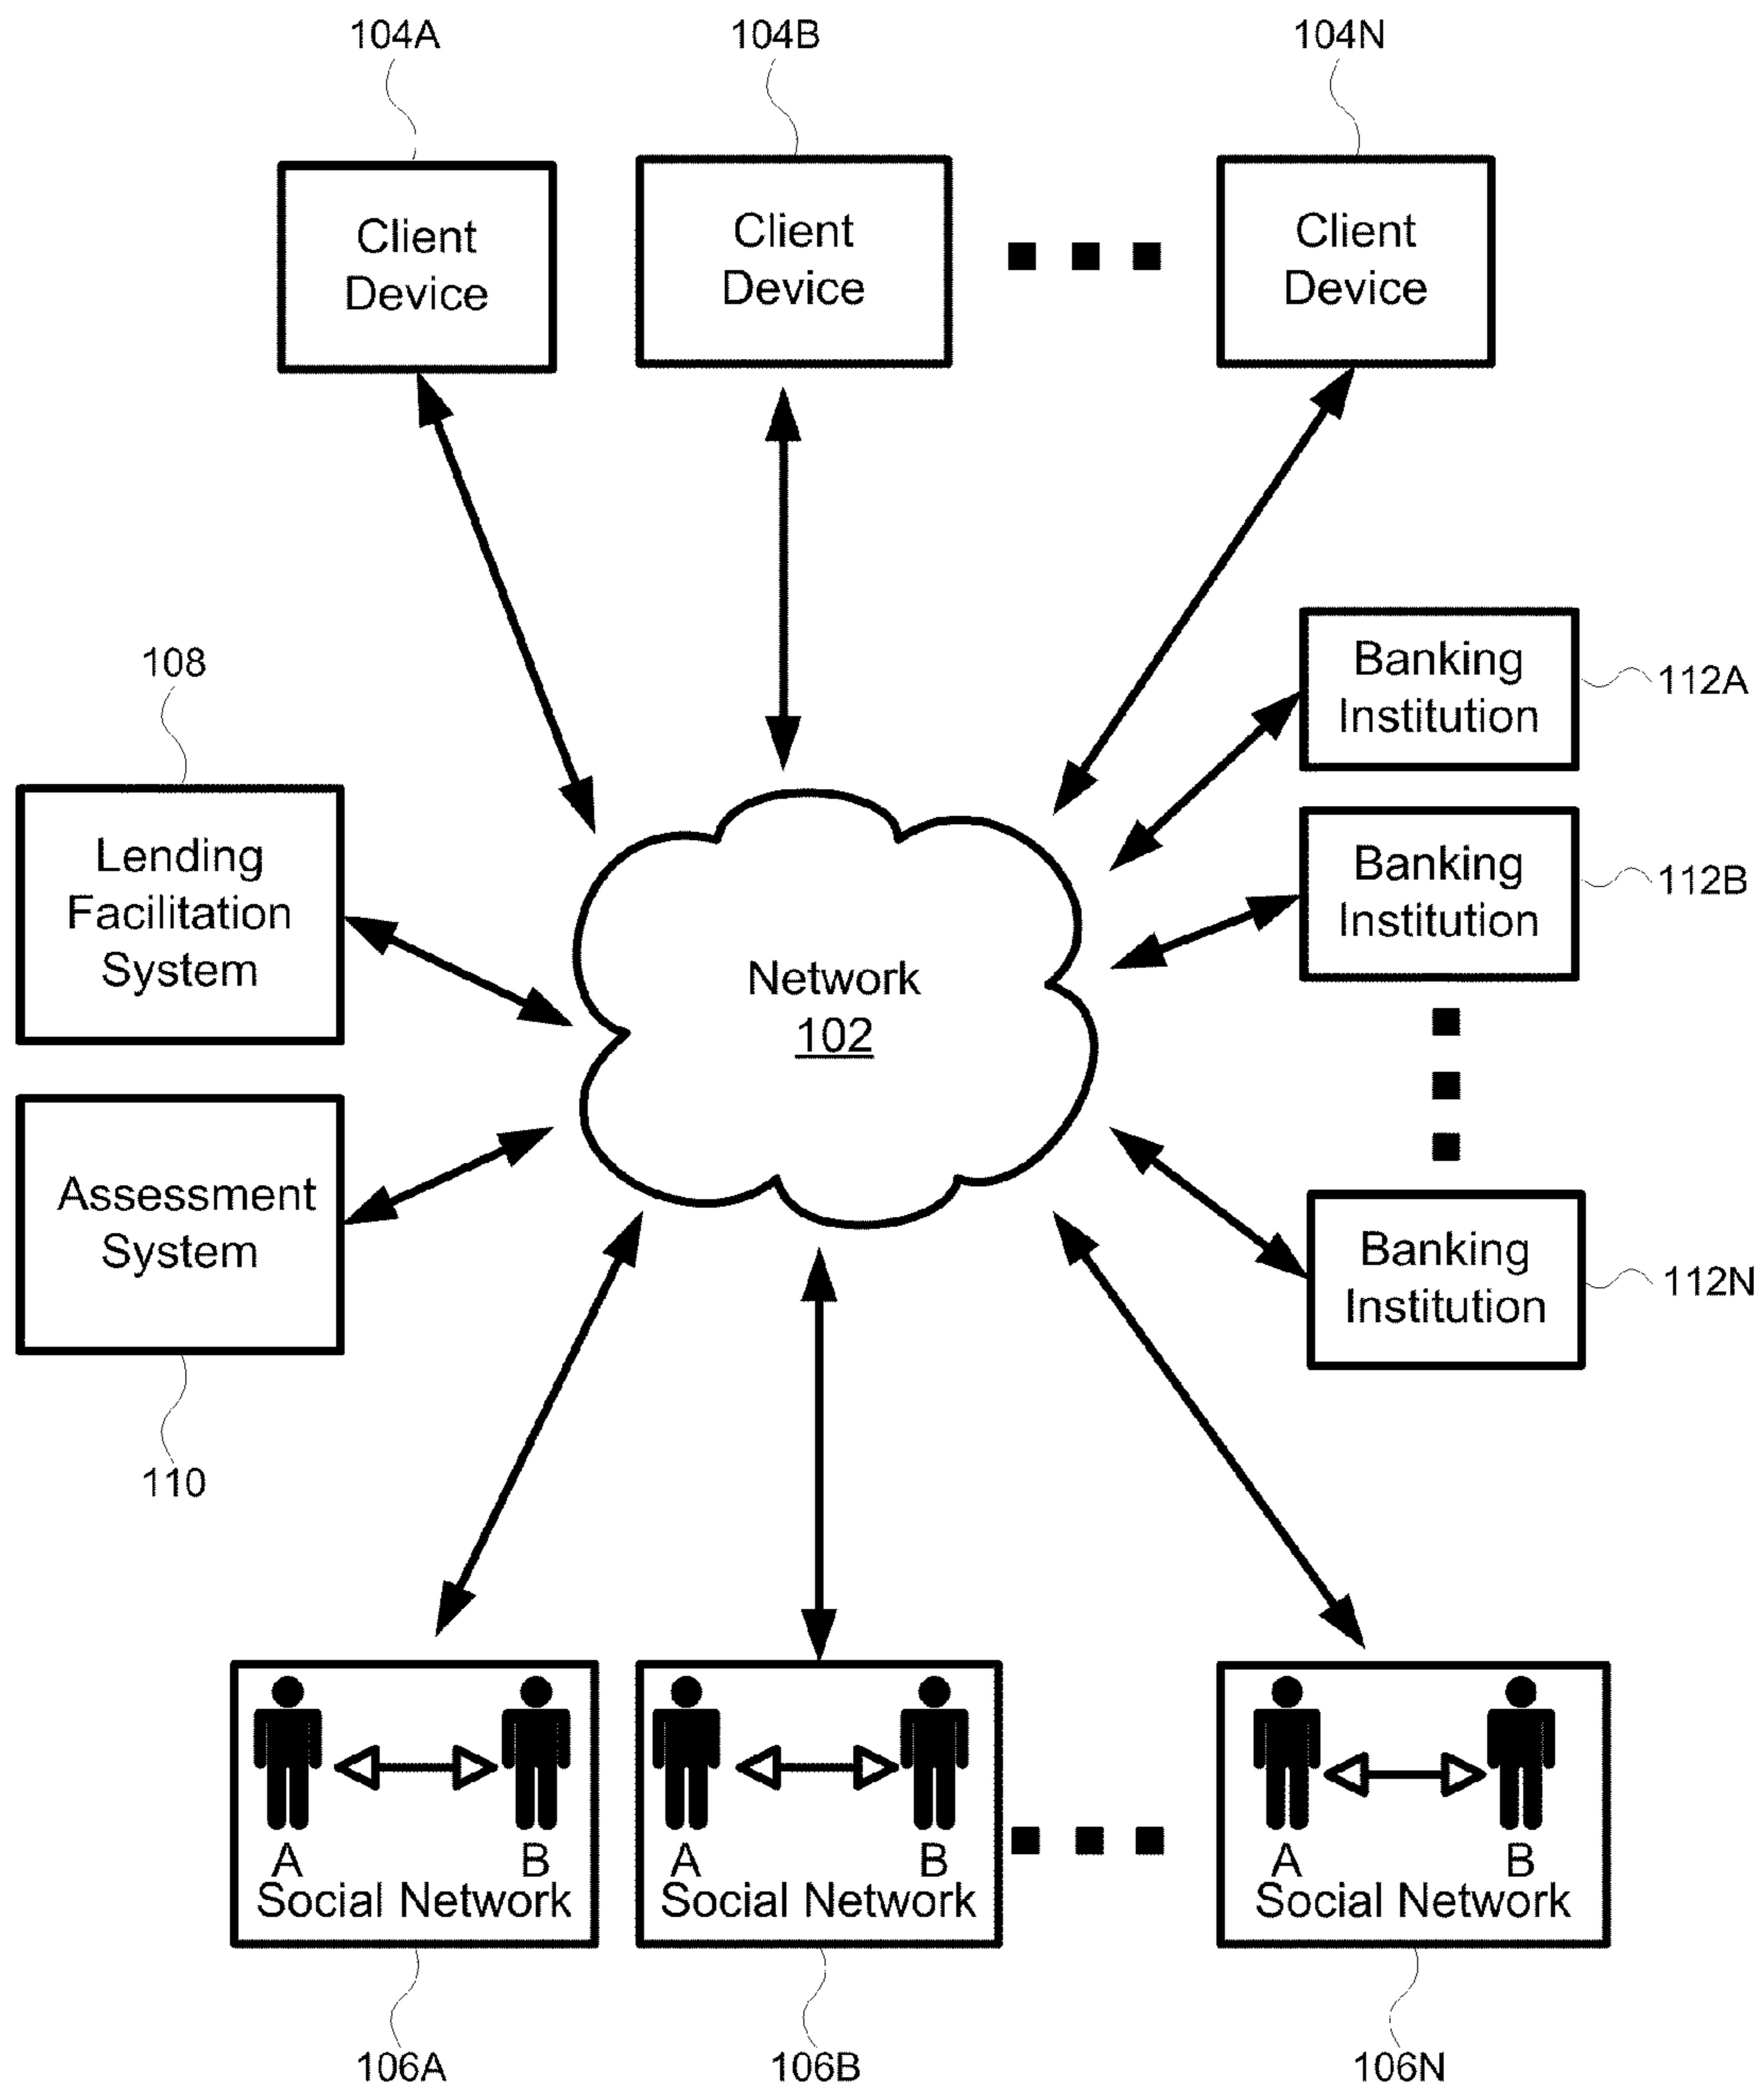 104A
104B
104N
Client
Device
Client
Device
Client
Device
108
Lending
Facilitation
System
Assessment
System
110
Network
102
Banking
Institution
112A
Banking
Institution
112B
Banking
Institution
112N
A
B
Social Network
A
B
Social Network
A
B
Social Network
106A
106B
106N